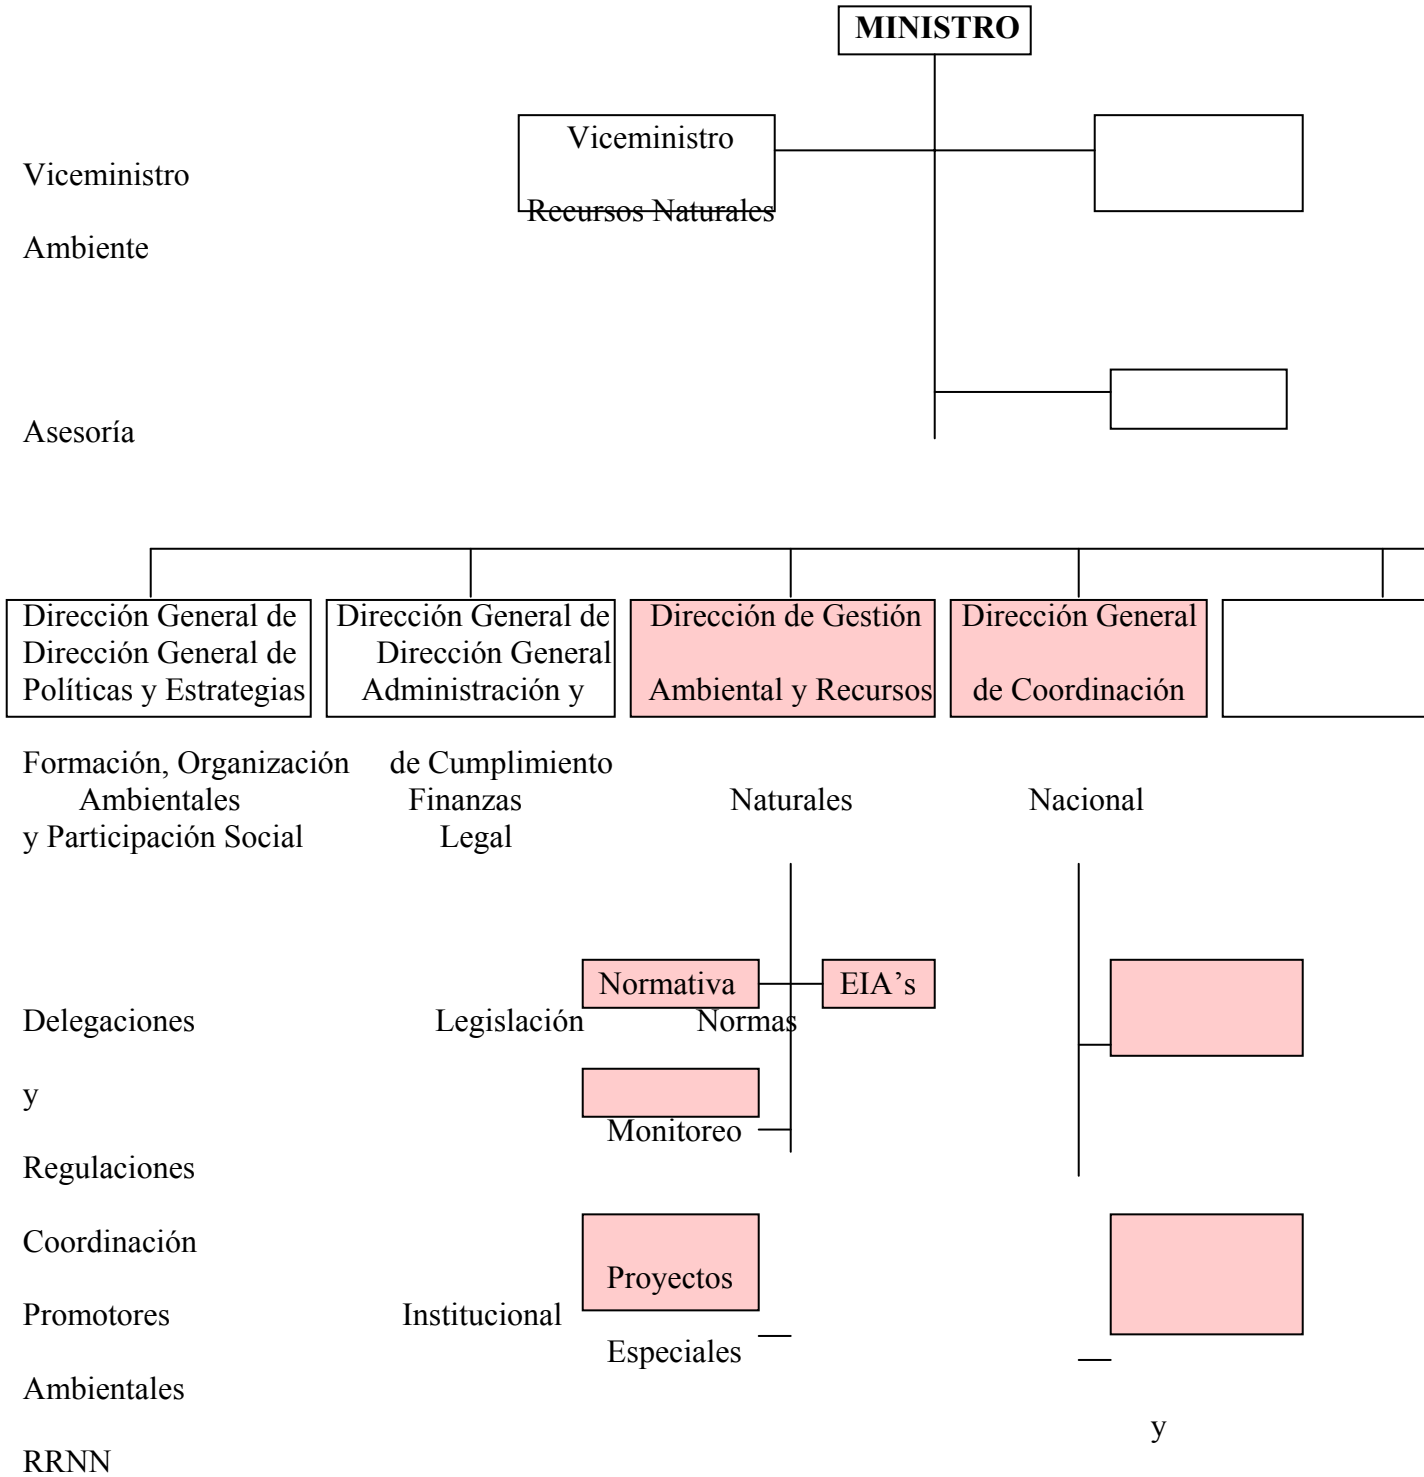 MINISTRO
Viceministro
Viceministro
Recursos Naturales
Ambiente
Asesoría
Dirección General de Dirección General de Dirección de Gestión Dirección General
Dirección General de Dirección General
Políticas y Estrategias Administración y Ambiental y Recursos de Coordinación
Formación, Organización de Cumplimiento
Ambientales Finanzas Naturales Nacional
y Participación Social Legal
Normativa EIA’s
Delegaciones Legislación Normas
y
Monitoreo
Regulaciones
Coordinación
Proyectos
Promotores Institucional
Especiales
Ambientales
y
RRNN